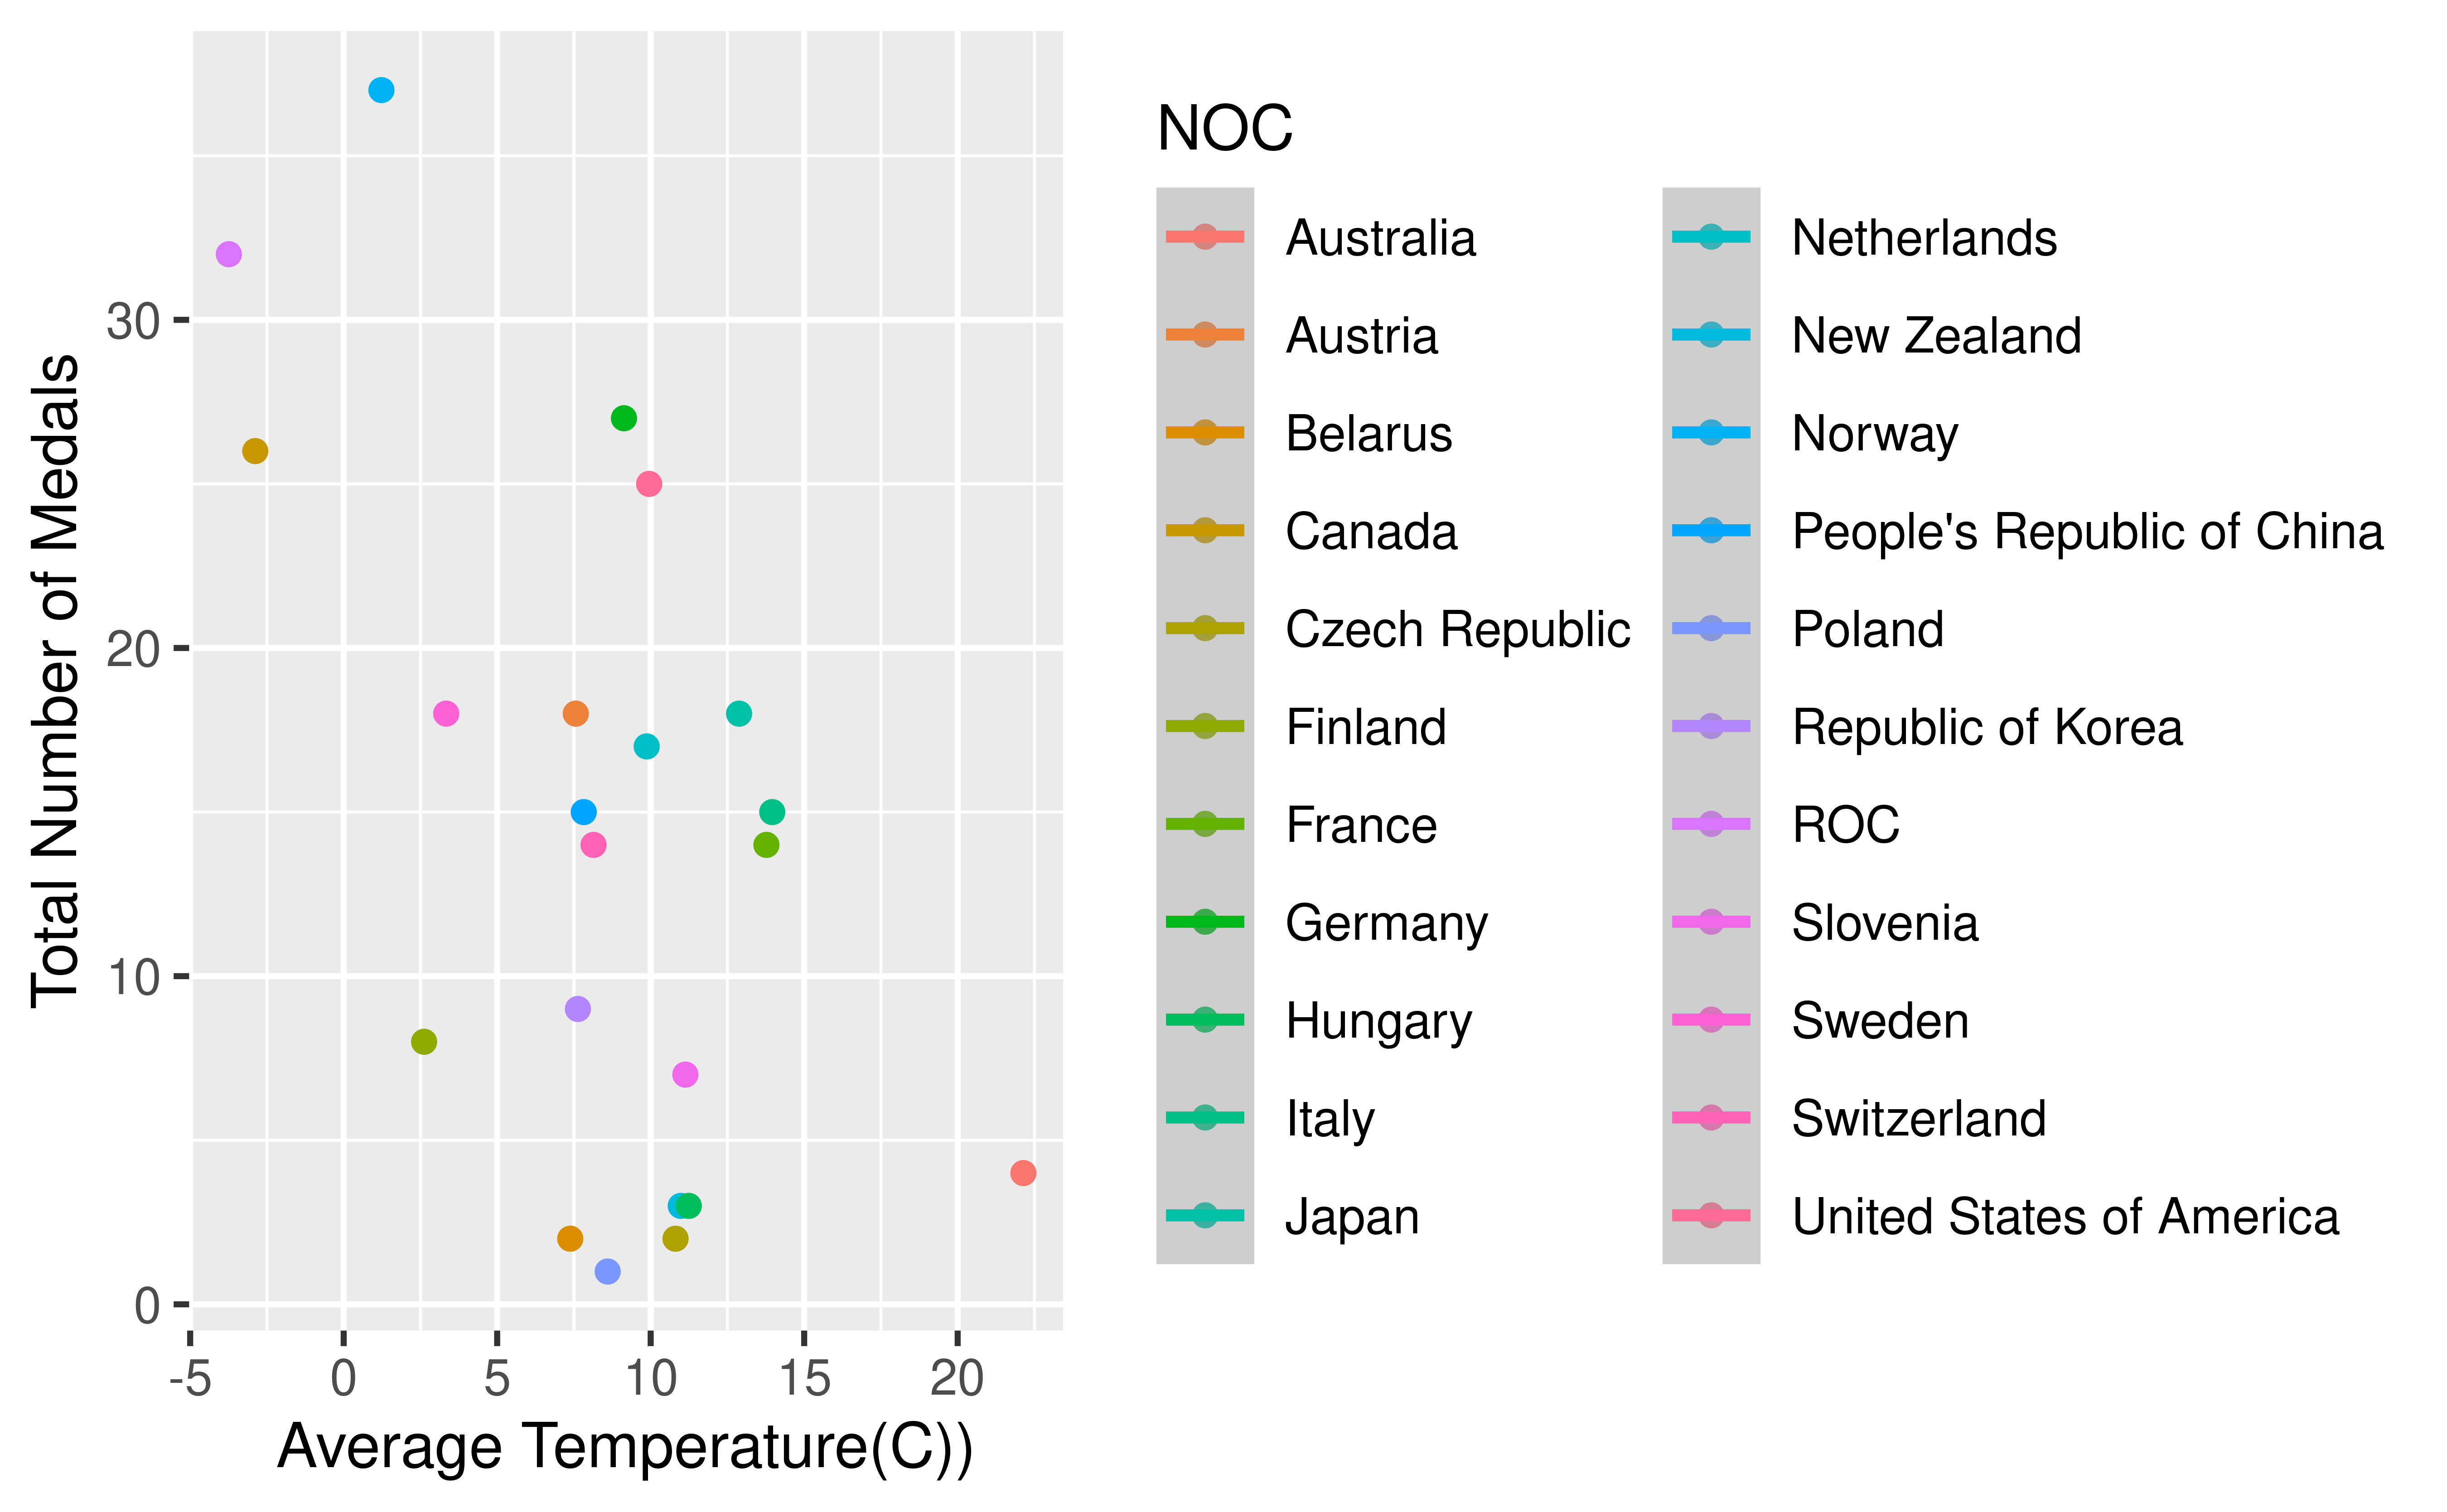 Total Number of Medals
30
20
10
0
-5 0 5 10 15 20
Average Temperature(C))
NOC
Australia
Austria
Belarus
Canada
Czech Republic
Finland
France
Germany
Hungary
Italy
Japan
Netherlands
New Zealand
Norway
People's Republic of China
Poland
Republic of Korea
ROC
Slovenia
Sweden
Switzerland
United States of America